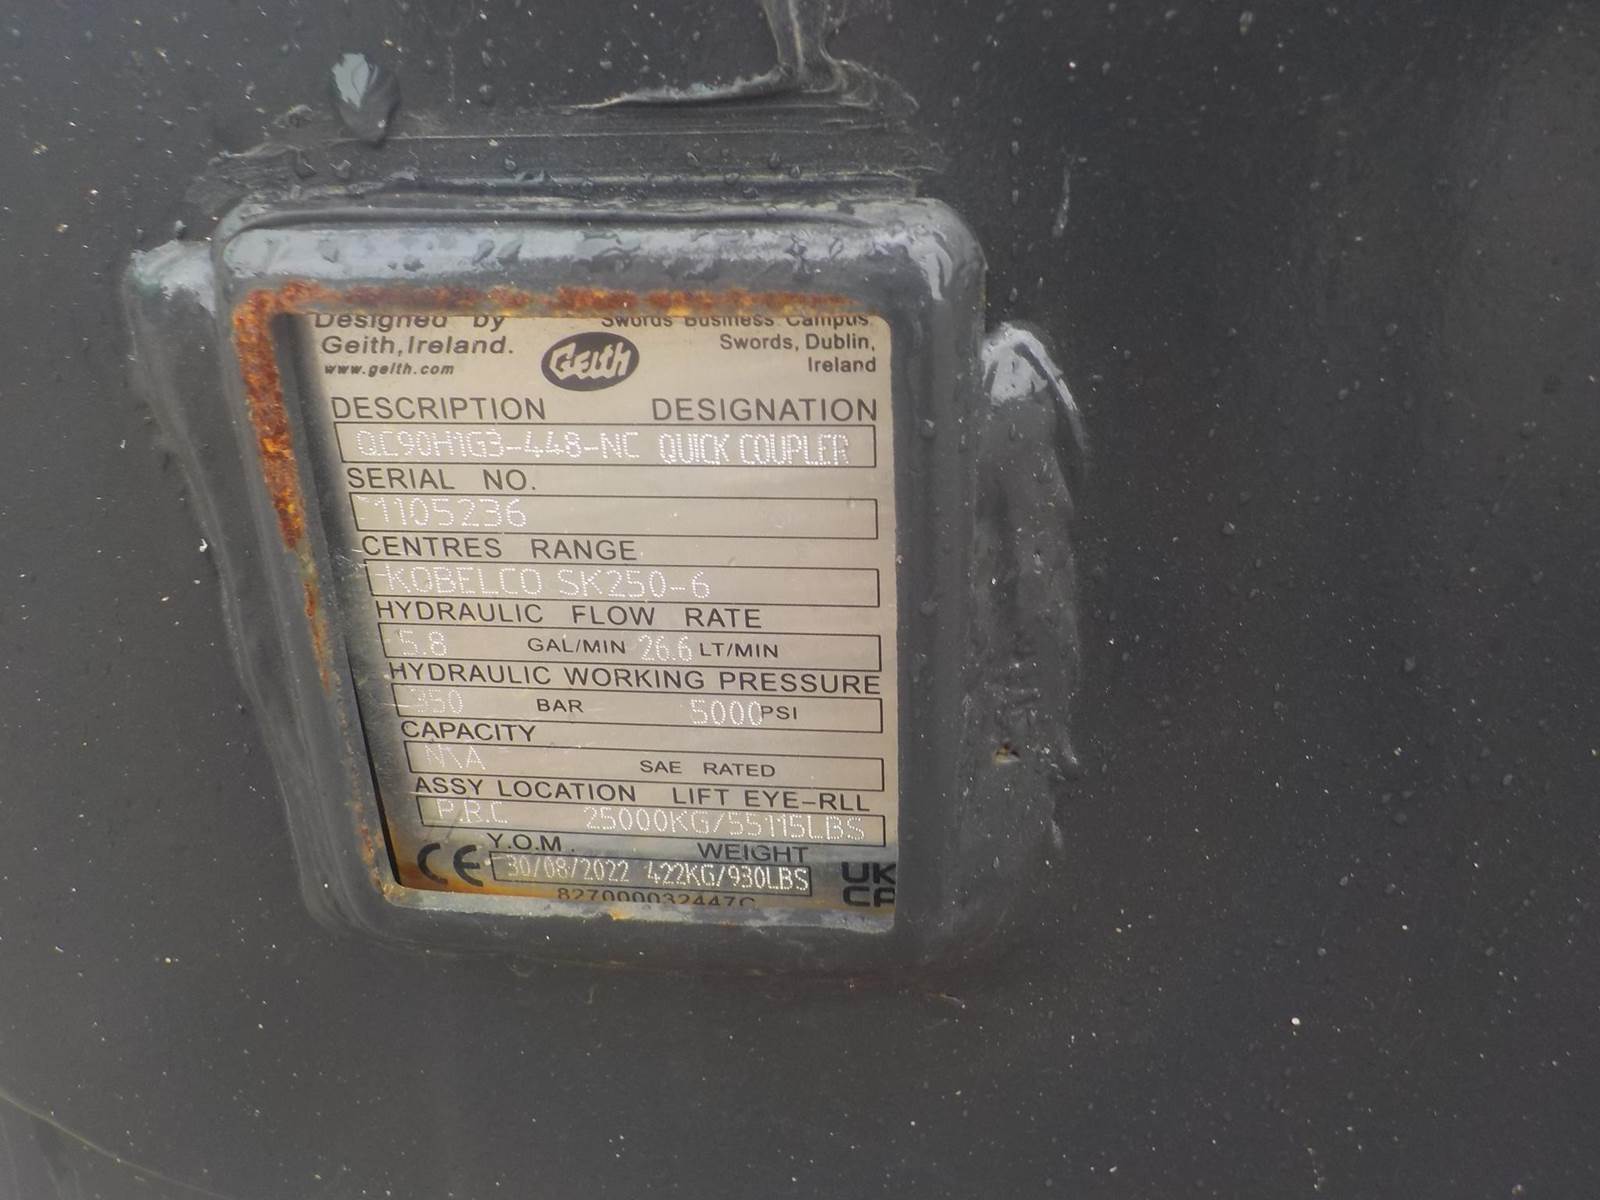 Designed by
Geith, Ireland.
www.geith.com
Geith
Swords Business Campus,
Swords, Dublin,
Ireland
DESCRIPTION DESIGNATION
QC90H1G3-448-NC QUICK COUPLER
SERIAL NO.
1105236
CENTRES RANGE
KOBELCO SK250-6
HYDRAULIC FLOW RATE
5.8 GAL/MIN 26.6 LT/MIN
HYDRAULIC WORKING PRESSURE
350 BAR 5000 PSI
CAPACITY
N\A SAE RATED
ASSY LOCATION LIFT EYE-RLL
P.R.C 25000KG/55115LBS
Y.O.M. WEIGHT
CE 30/08/2022 422KG/930LBS UK
CA
827000032447C